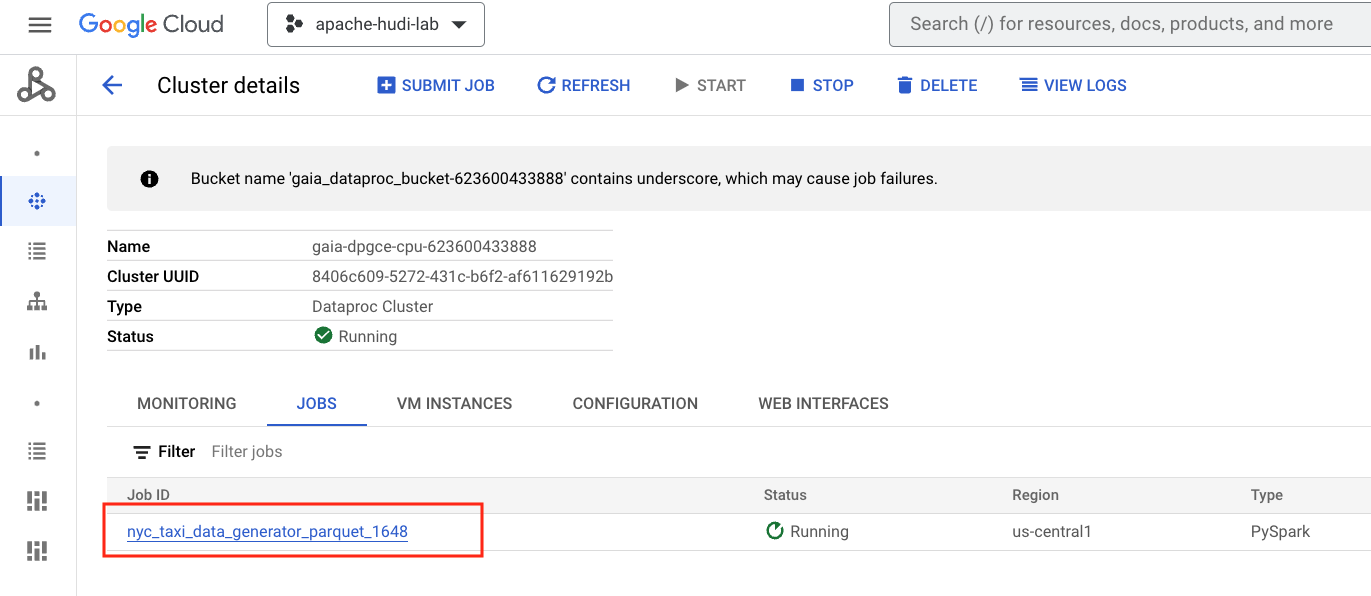 Google Cloud apache-hudi-lab Search (/) for resources, docs, products, and more
Cluster details SUBMIT JOB REFRESH START STOP DELETE VIEW LOGS
Bucket name 'gaia_dataproc_bucket-623600433888' contains underscore, which may cause job failures.
Name gaia-dpgce-cpu-623600433888
Cluster UUID 8406c609-5272-431c-b6f2-af611629192b
Type Dataproc Cluster
Status Running
MONITORING JOBS VM INSTANCES CONFIGURATION WEB INTERFACES
Filter Filter jobs
Job ID Status Region Type
nyc_taxi_data_generator_parquet_1648 Running us-central1 PySpark